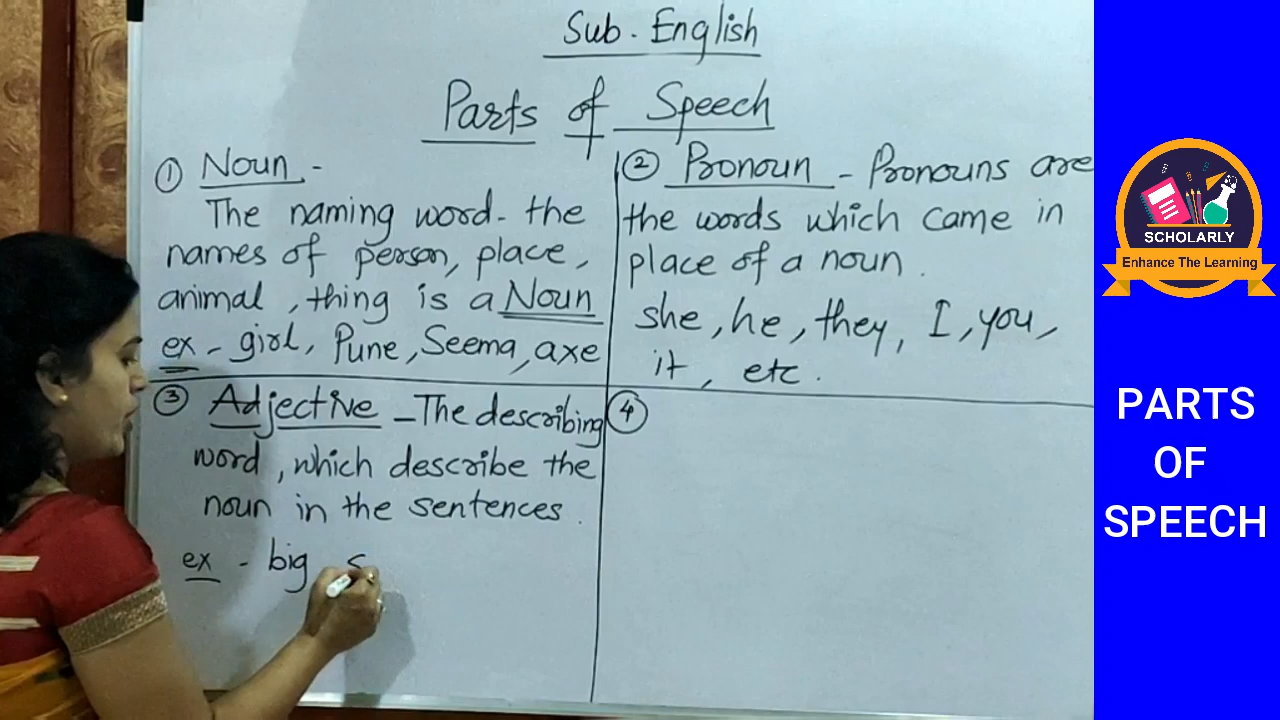 Sub. English
Parts of Speech
① Noun -
The naming word - the
names of person, place,
animal, thing is a Noun
ex - girl, Pune, Seema, axe
② Pronoun - Pronouns are
the words which came in
place of a noun.
she, he, they, I, you,
it, etc.
③ Adjective - The describing
word, which describe the
noun in the sentences.
ex - big s
④
SCHOLARLY
Enhance The Learning
PARTS
OF
SPEECH